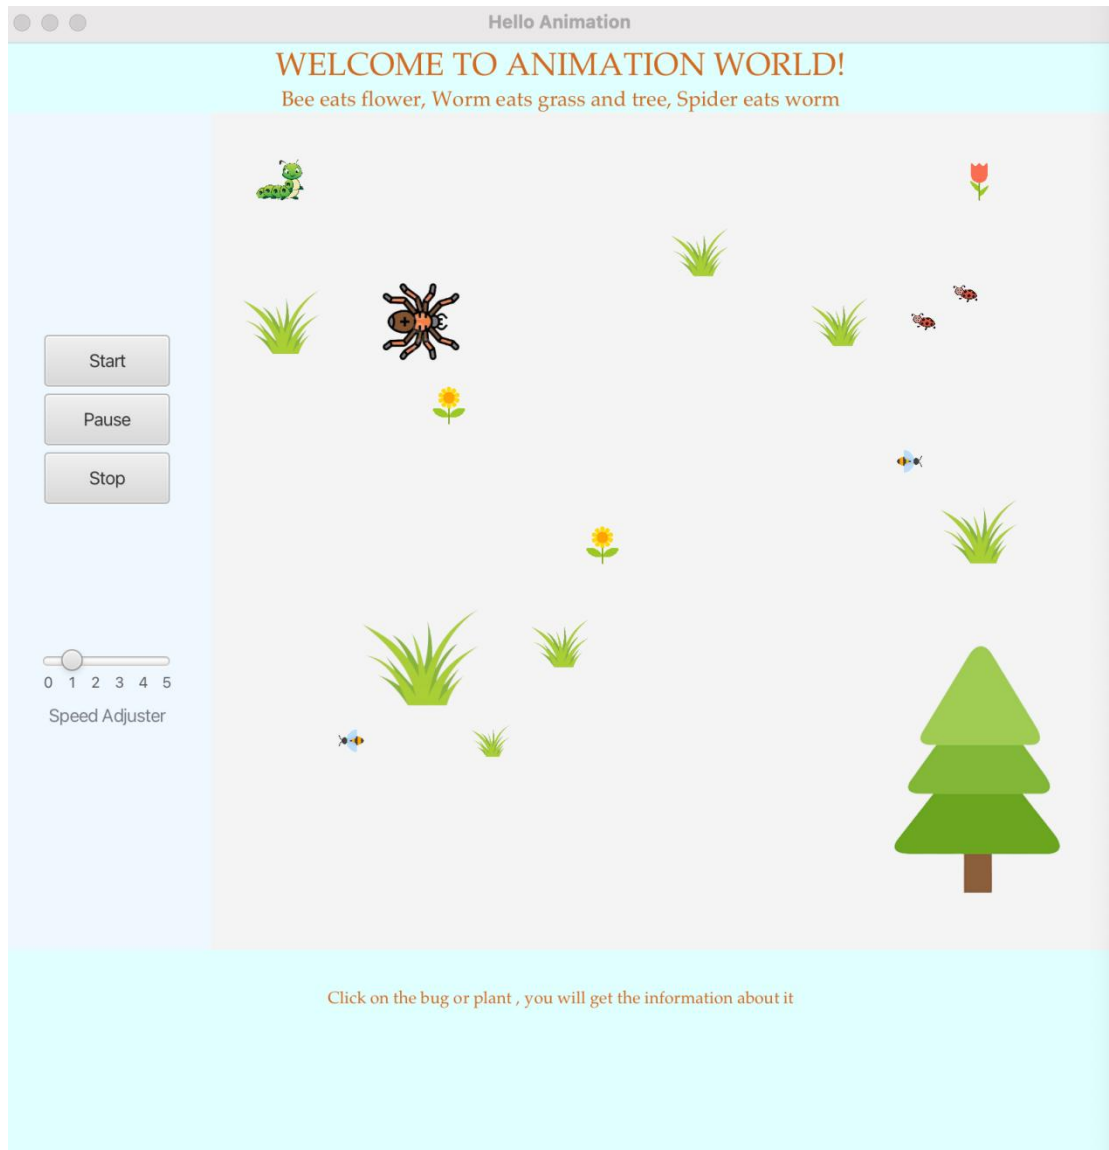 Hello Animation
WELCOME TO ANIMATION WORLD!
Bee eats flower, Worm eats grass and tree, Spider eats worm
Start
Pause
Stop
0 1 2 3 4 5
Speed Adjuster
Click on the bug or plant , you will get the information about it